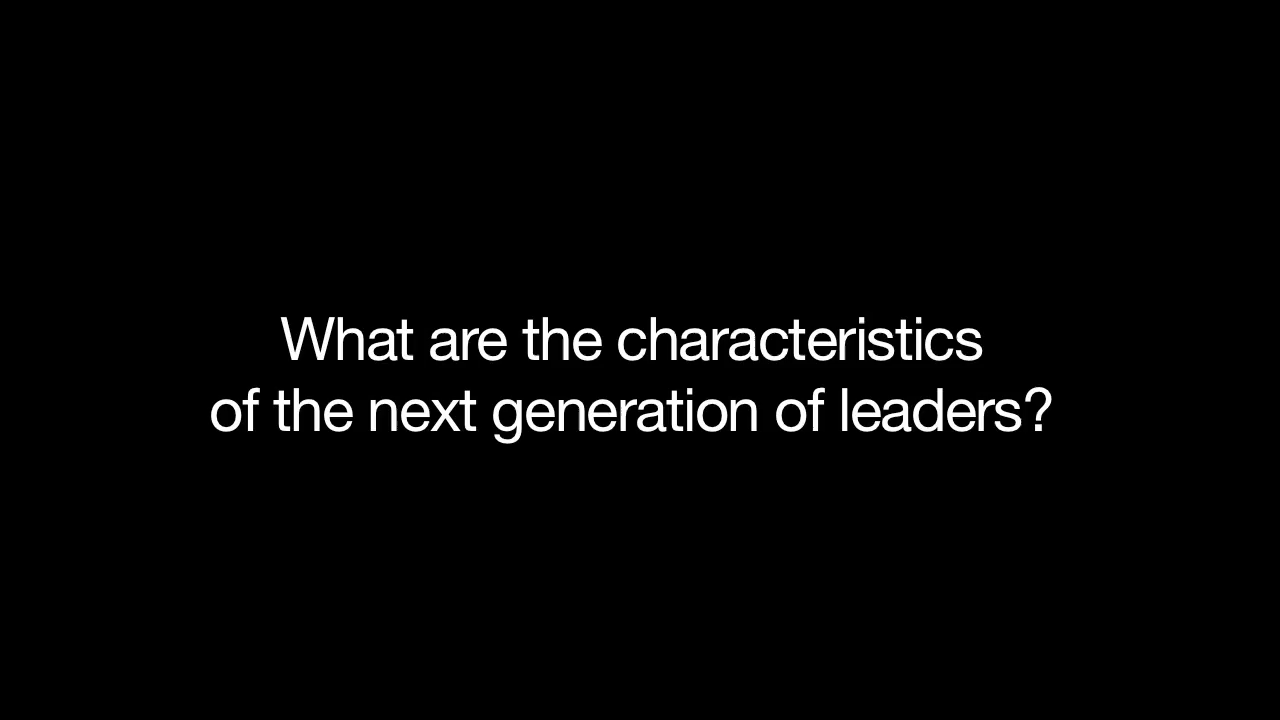 What are the characteristics
of the next generation of leaders?